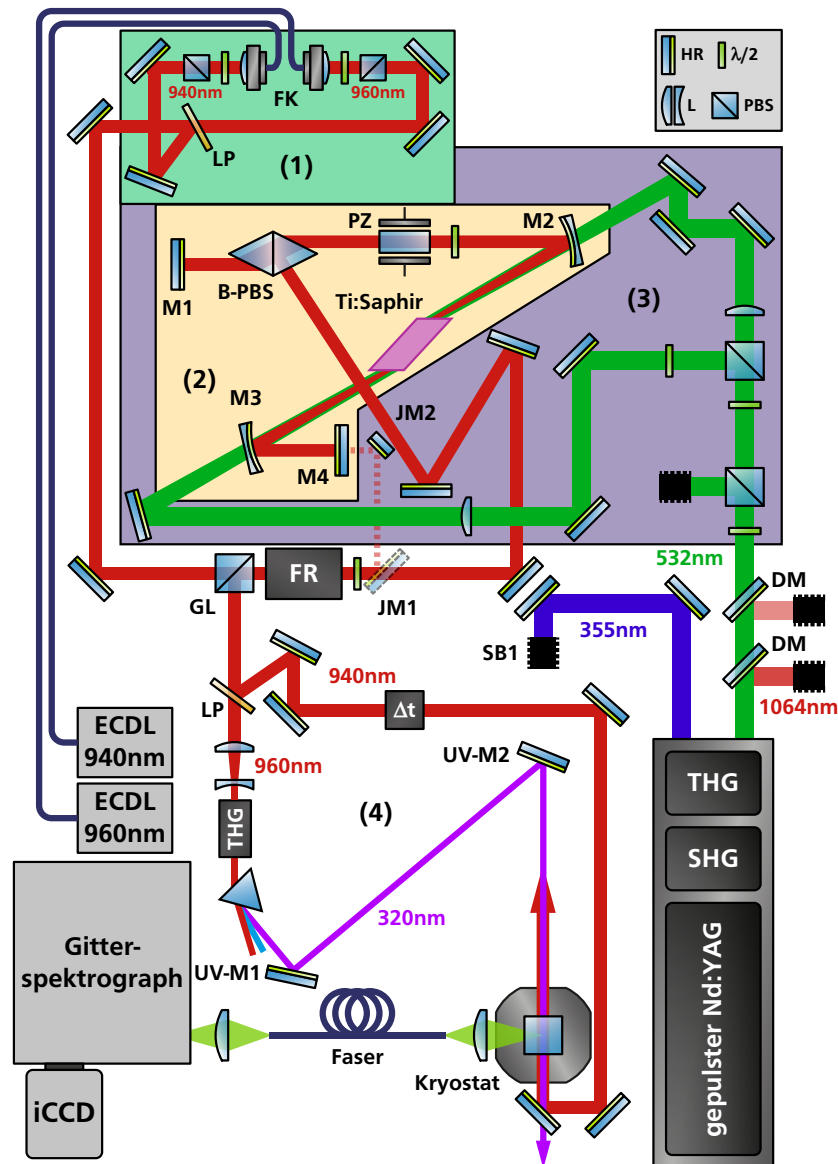 HR
λ/2
L
PBS
940nm
FK
960nm
LP
(1)
PZ
M2
M1
B-PBS
Ti:Saphir
(3)
(2)
M3
JM2
M4
532nm
FR
GL
JM1
DM
SB1
355nm
DM
1064nm
940nm
LP
Δt
ECDL
940nm
960nm
UV-M2
ECDL
960nm
THG
(4)
THG
SHG
320nm
Gitter-
spektrograph
UV-M1
gepulster Nd:YAG
Faser
Kryostat
iCCD